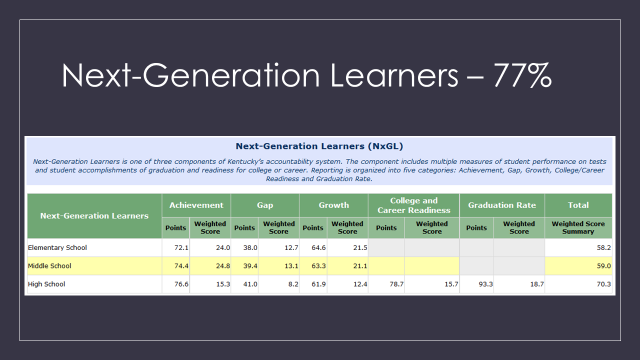 Next-Generation Learners – 77%
Next-Generation Learners (NxGL)
Next-Generation Learners is one of three components of Kentucky's accountability system. The component includes multiple measures of student performance on tests
and student accomplishments of graduation and readiness for college or career. Reporting is organized into five categories: Achievement, Gap, Growth, College/Career
Readiness and Graduation Rate.
Next-Generation Learners Achievement Gap Growth College and Career Readiness Graduation Rate Total
Points Weighted Score Points Weighted Score Points Weighted Score Points Weighted Score Points Weighted Score Weighted Score Summary
Elementary School 72.1 24.0 38.0 12.7 64.6 21.5 58.2
Middle School 74.4 24.8 39.4 13.1 63.3 21.1 59.0
High School 76.6 15.3 41.0 8.2 61.9 12.4 78.7 15.7 93.3 18.7 70.3